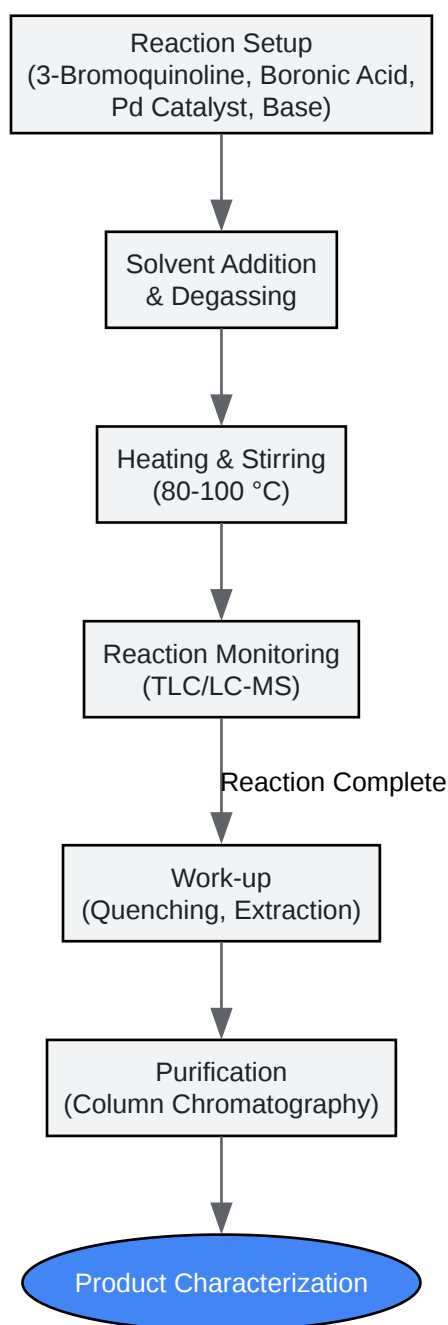 Reaction Setup
(3-Bromoquinoline, Boronic Acid,
Pd Catalyst, Base)
Solvent Addition
& Degassing
Heating & Stirring
(80-100 °C)
Reaction Monitoring
(TLC/LC-MS)
Reaction Complete
Work-up
(Quenching, Extraction)
Purification
(Column Chromatography)
Product Characterization